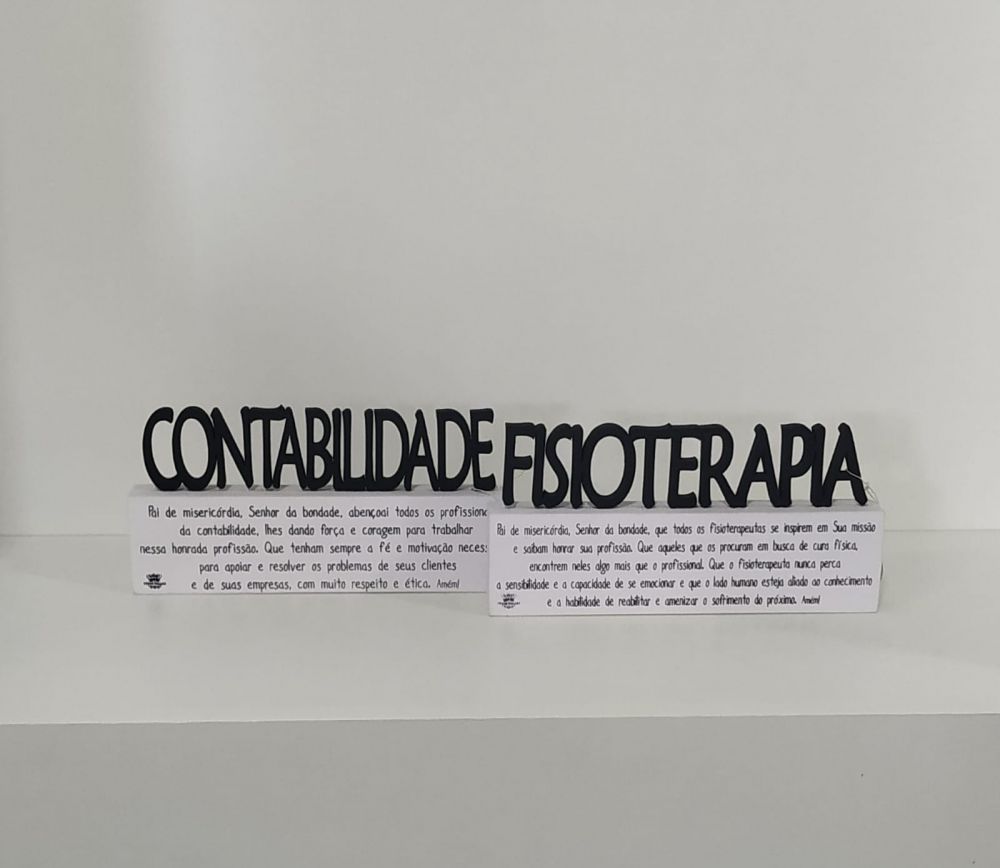 CONTABILIDADE
Pai de misericórdia, Senhor da bondade, abençoai todos os
da contabilidade, lhes dando força e coragem para trabalhar
nessa honrada profissão. Que tenham sempre a fé e motivação
para apoiar e resolver os problemas de seus clientes
e de suas empresas, com muito respeito e ética. Amém!
FISIOTERAPIA
Pai de misericórdia, Senhor da bondade, que todos os fisioterapeutas se inspirem em Sua missão
e saibam honrar sua profissão. Que aqueles que os procuram em busca de cura física,
encontrem neles algo mais que o profissional. Que o fisioterapeuta nunca perca
a sensibilidade e a capacidade de se emocionar e que o lado humano esteja aliado ao conhecimento
e a habilidade de reabilitar e amenizar o sofrimento do próximo. Amém!